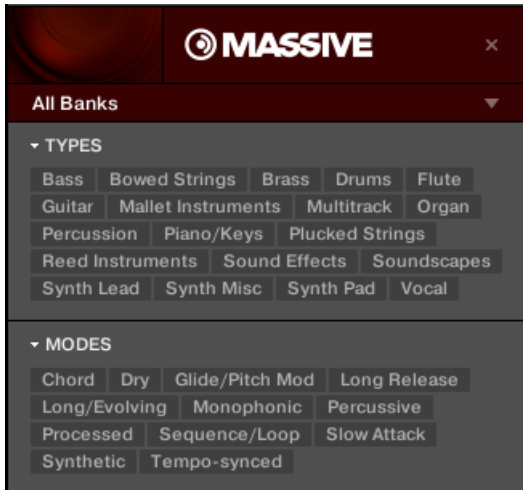 MASSIVE ×
All Banks
TYPES
Bass Bowed Strings Brass Drums Flute
Guitar Mallet Instruments Multitrack Organ
Percussion Piano/Keys Plucked Strings
Reed Instruments Sound Effects Soundscapes
Synth Lead Synth Misc Synth Pad Vocal
MODES
Chord Dry Glide/Pitch Mod Long Release
Long/Evolving Monophonic Percussive
Processed Sequence/Loop Slow Attack
Synthetic Tempo-synced